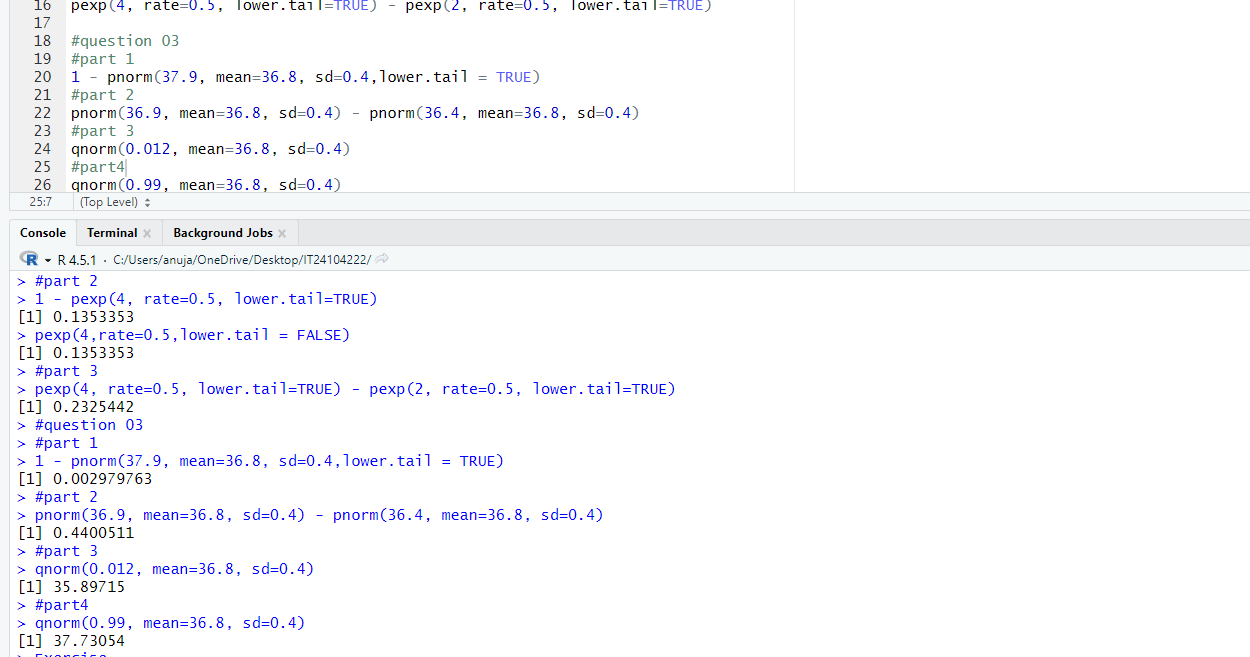 16 pexp(4, rate=0.5, lower.tail=TRUE) - pexp(2, rate=0.5, lower.tail=TRUE)
17
18 #question 03
19 #part 1
20 1 - pnorm(37.9, mean=36.8, sd=0.4,lower.tail = TRUE)
21 #part 2
22 pnorm(36.9, mean=36.8, sd=0.4) - pnorm(36.4, mean=36.8, sd=0.4)
23 #part 3
24 qnorm(0.012, mean=36.8, sd=0.4)
25 #part4
26 qnorm(0.99, mean=36.8, sd=0.4)
25:7 (Top Level)
Console Terminal Background Jobs
R R 4.5.1 · C:/Users/anuja/OneDrive/Desktop/IT24104222/
> #part 2
> 1 - pexp(4, rate=0.5, lower.tail=TRUE)
[1] 0.1353353
> pexp(4,rate=0.5,lower.tail = FALSE)
[1] 0.1353353
> #part 3
> pexp(4, rate=0.5, lower.tail=TRUE) - pexp(2, rate=0.5, lower.tail=TRUE)
[1] 0.2325442
> #question 03
> #part 1
> 1 - pnorm(37.9, mean=36.8, sd=0.4,lower.tail = TRUE)
[1] 0.002979763
> #part 2
> pnorm(36.9, mean=36.8, sd=0.4) - pnorm(36.4, mean=36.8, sd=0.4)
[1] 0.4400511
> #part 3
> qnorm(0.012, mean=36.8, sd=0.4)
[1] 35.89715
> #part4
> qnorm(0.99, mean=36.8, sd=0.4)
[1] 37.73054
> Exercise